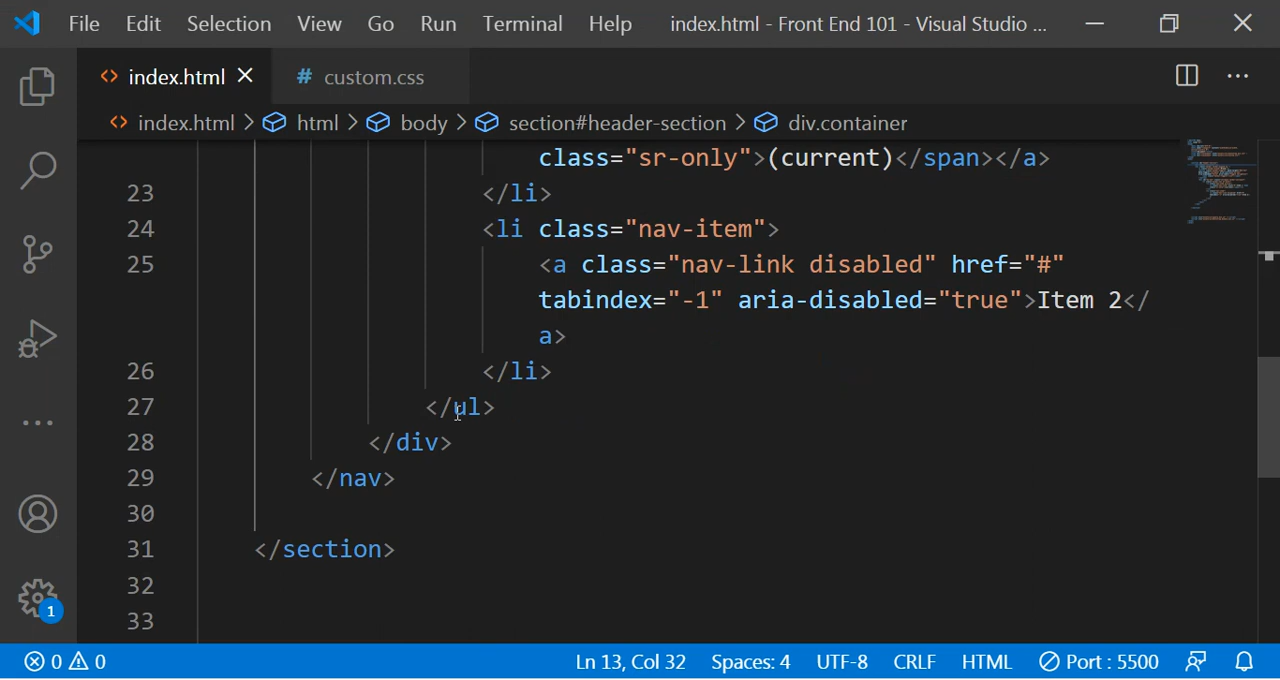 File Edit Selection View Go Run Terminal Help index.html - Front End 101 - Visual Studio ...
index.html custom.css
index.html > html > body > section#header-section > div.container
class="sr-only">(current)</span></a>
23 </li>
24 <li class="nav-item">
25 <a class="nav-link disabled" href="#"
tabindex="-1" aria-disabled="true">Item 2</
a>
26 </li>
27 </ul>
28 </div>
29 </nav>
30
31 </section>
32
33
1
0 0 Ln 13, Col 32 Spaces: 4 UTF-8 CRLF HTML Port : 5500